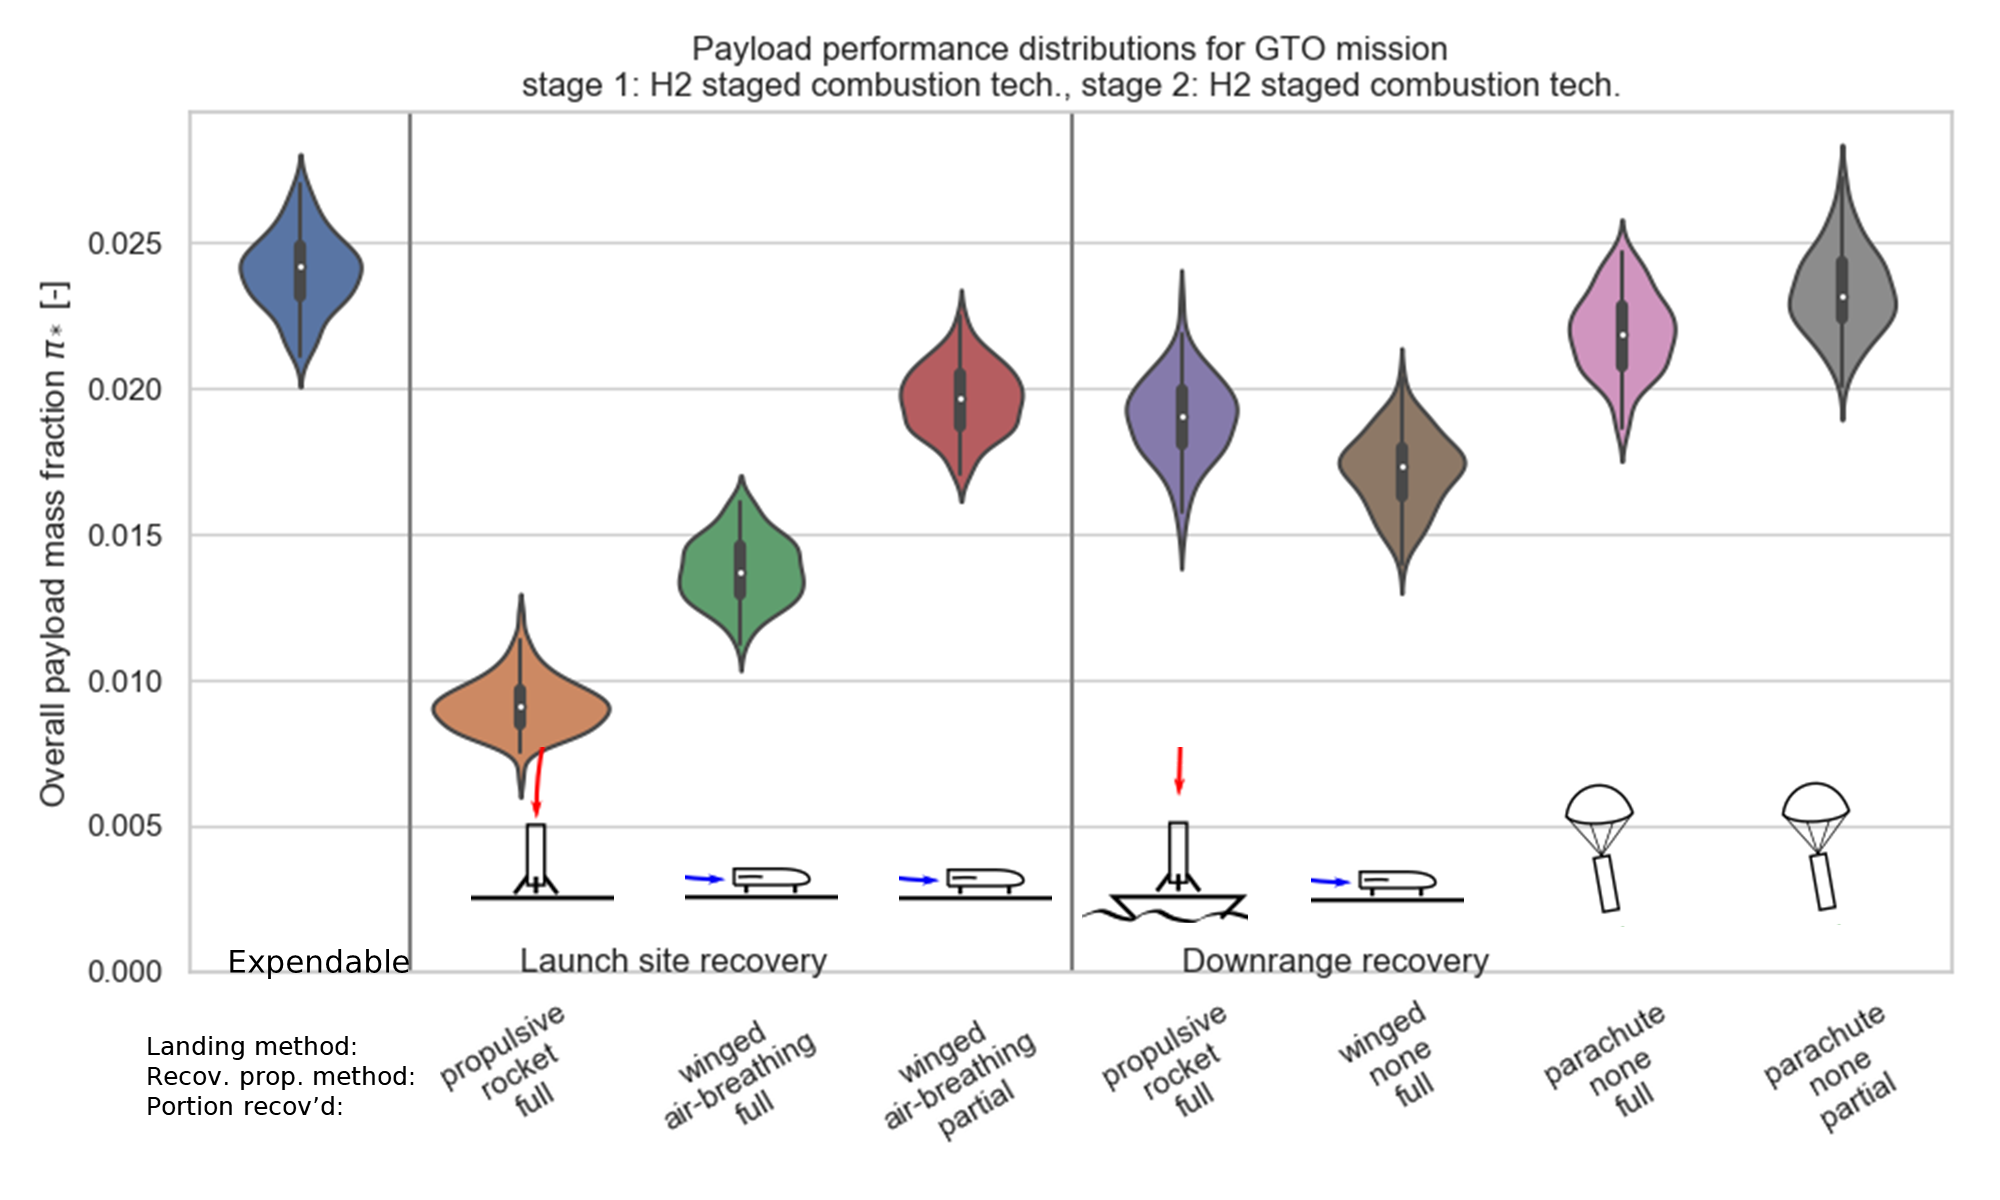 Payload performance distributions for GTO mission
stage 1: H2 staged combustion tech., stage 2: H2 staged combustion tech.
Overall payload mass fraction π* [-]
0.025
0.020
0.015
0.010
0.005
0.000
Expendable
Launch site recovery
Downrange recovery
Landing method:
Recov. prop. method:
Portion recov’d:
propulsive
rocket
full
winged
air-breathing
full
winged
air-breathing
partial
propulsive
rocket
full
winged
none
full
parachute
none
full
parachute
none
partial